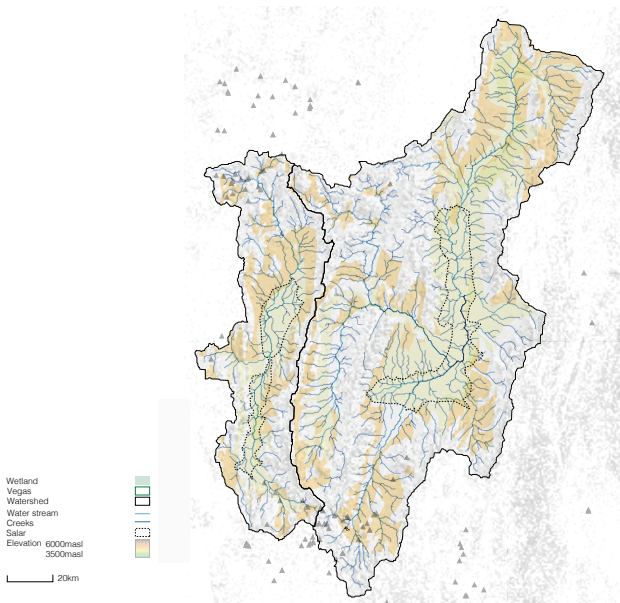 Wetland
Vegas
Watershed
Water stream
Creeks
Salar
Elevation 6000masl
3500masl
20km